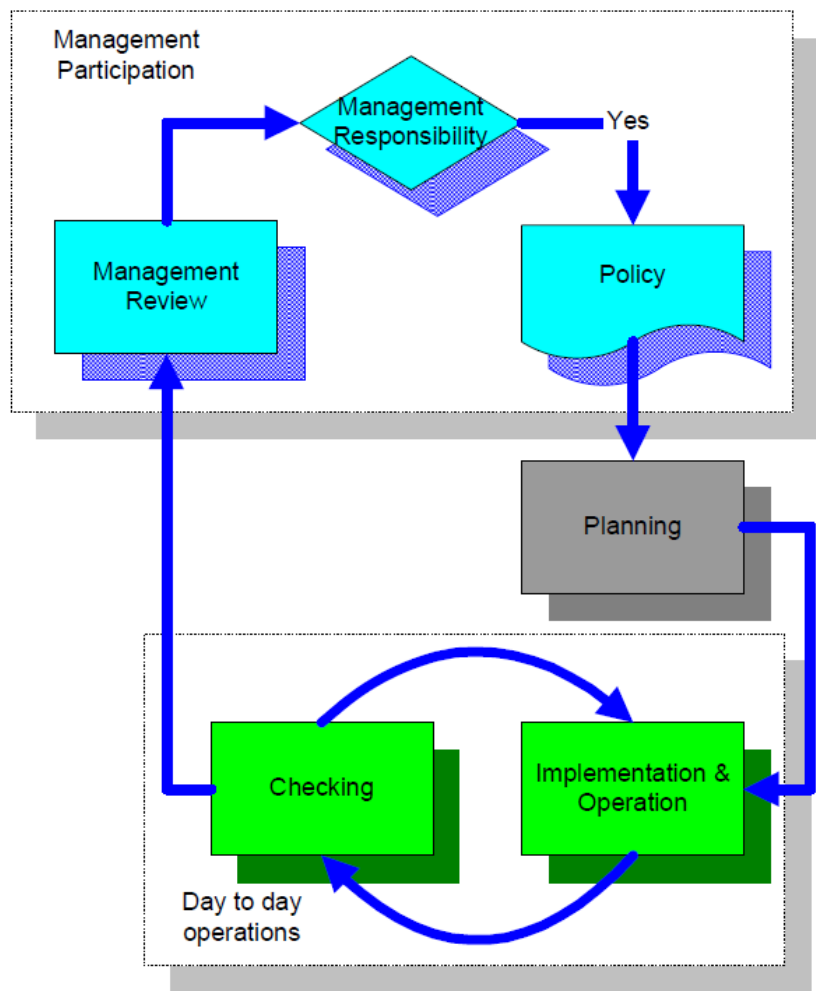 Management
Participation
Management
Responsibility
Yes
Management
Review
Policy
Planning
Checking
Implementation &
Operation
Day to day
operations